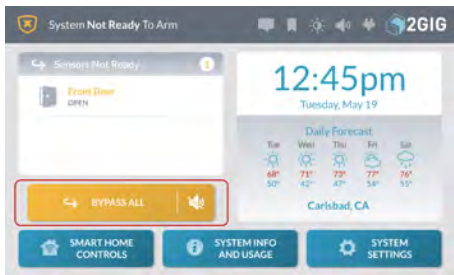 System Not Ready To Arm
2GIG
Sensors Not Ready
1
Front Door
OPEN
BYPASS ALL
12:45pm
Tuesday, May 19
Daily Forecast
Tue Wed Thu Fri Sat
68° 71° 73° 77° 76°
50° 42° 47° 54° 55°
Carlsbad, CA
SMART HOME
CONTROLS
SYSTEM INFO
AND USAGE
SYSTEM
SETTINGS